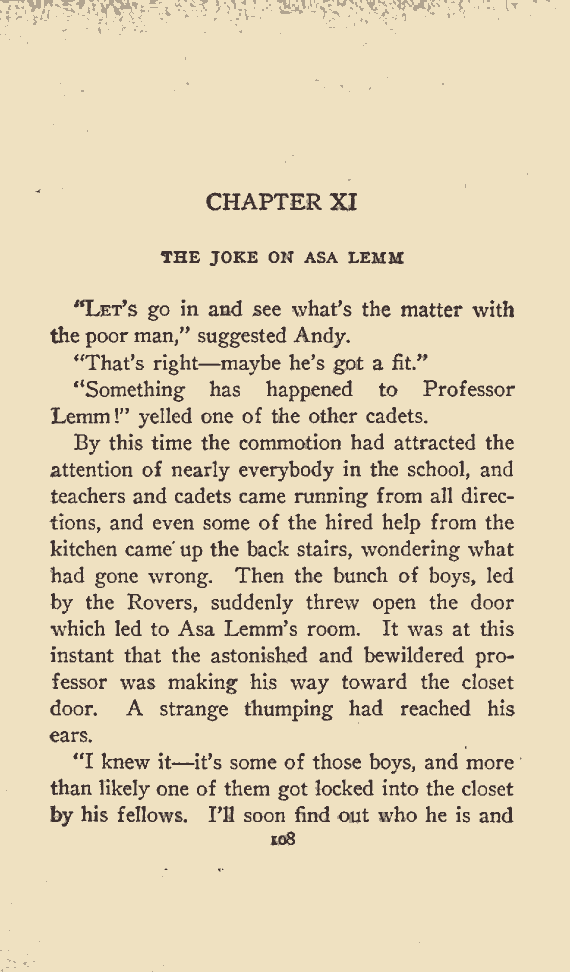 CHAPTER XI
THE JOKE ON ASA LEMM
“LET’S go in and see what’s the matter with
the poor man,” suggested Andy.
“That’s right—maybe he’s got a fit.”
“Something has happened to Professor
Lemm!” yelled one of the other cadets.
By this time the commotion had attracted the
attention of nearly everybody in the school, and
teachers and cadets came running from all direc-
tions, and even some of the hired help from the
kitchen came up the back stairs, wondering what
had gone wrong. Then the bunch of boys, led
by the Rovers, suddenly threw open the door
which led to Asa Lemm’s room. It was at this
instant that the astonished and bewildered pro-
fessor was making his way toward the closet
door. A strange thumping had reached his
ears.
“I knew it—it’s some of those boys, and more
than likely one of them got locked into the closet
by his fellows. I’ll soon find out who he is and
108